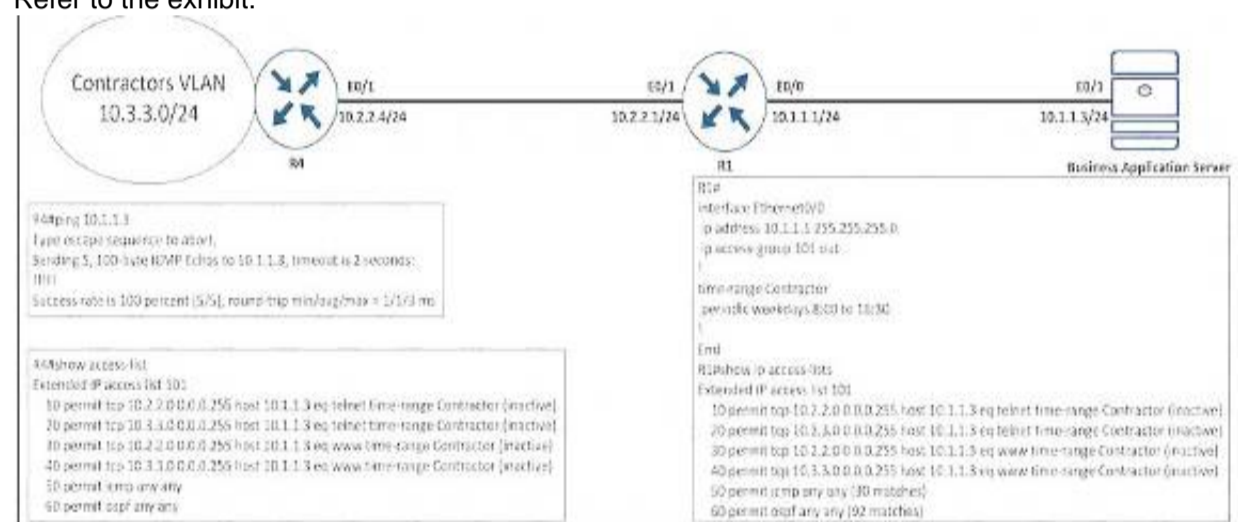 Refer to the exhibit.
Contractors VLAN
10.3.3.0/24
E0/1
10.2.2.4/24
R4
E0/1
10.2.2.1/24
R1
E0/0
10.1.1.1/24
E0/1
10.1.1.3/24
Business Application Server
R4#ping 10.1.1.3
Type escape sequence to abort.
Sending 5, 100-byte ICMP Echos to 10.1.1.3, timeout is 2 seconds:
!!!!!
Success rate is 100 percent (5/5), round-trip min/avg/max = 1/1/3 ms
R4#show access-list
Extended IP access list 101
10 permit tcp 10.2.2.0 0.0.0.255 host 10.1.1.3 eq telnet time-range Contractor (inactive)
20 permit tcp 10.3.3.0 0.0.0.255 host 10.1.1.3 eq telnet time-range Contractor (inactive)
30 permit tcp 10.2.2.0 0.0.0.255 host 10.1.1.3 eq www time-range Contractor (inactive)
40 permit tcp 0.0.0.255 host 10.1.1.3 eq www time-range Contractor (inactive)
50 permit icmp any any
60 permit ospf any any
R1#
interface Ethernet0/0
ip address 10.1.1.1 255.255.255.0
ip access-group 101 out
!
time-range Contractor
periodic weekdays 8:00 to
!
End
R1#show ip access-lists
Extended IP access list 101
10 permit tcp 10.2.2.0 0.0.0.255 host 10.1.1.3 eq telnet time-range Contractor (inactive)
20 permit tcp 0.0.0.255 host 10.1.1.3 eq telnet time-range Contractor (inactive)
30 permit tcp 10.2.2.0 0.0.0.255 host 10.1.1.3 eq www time-range Contractor (inactive)
40 permit tcp 10.3.3.0 0.0.0.255 host 10.1.1.3 eq www time-range Contractor (inactive)
50 permit icmp any any (30 matches)
60 permit ospf any any (92 matches)